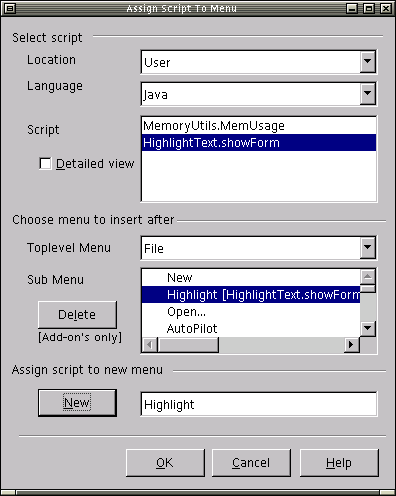 Assign Script To Menu
Select script
Location User
Language Java
Script MemoryUtils.MemUsage
HighlightText.showForm
Detailed view
Choose menu to insert after
Toplevel Menu File
Sub Menu New
Highlight [HighlightText.showForm
Open...
AutoPilot
Delete
[Add-on's only]
Assign script to new menu
New Highlight
OK Cancel Help